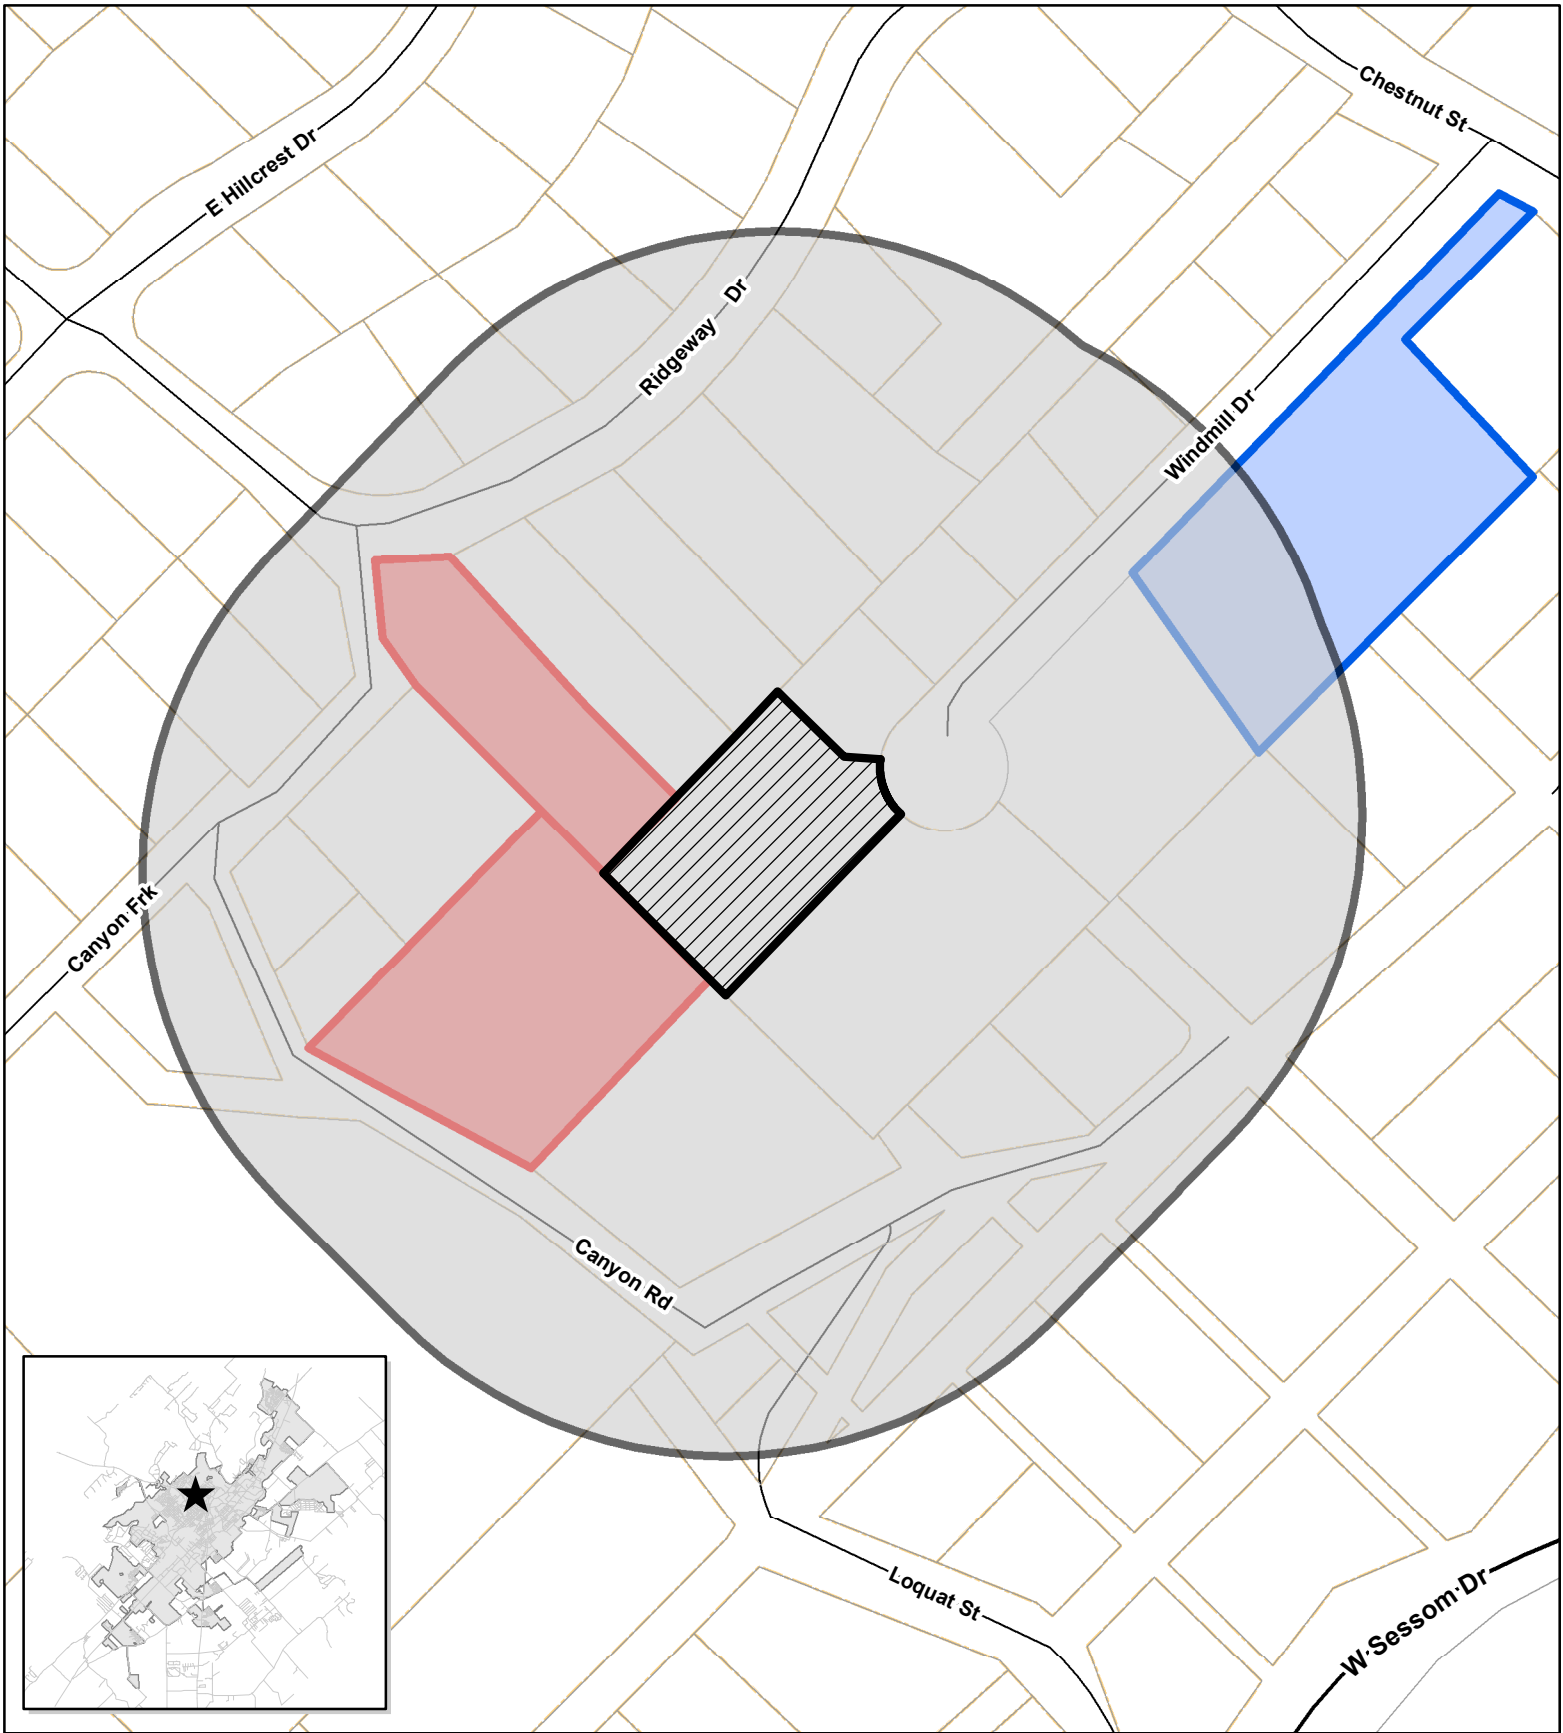 Chestnut St
E Hillcrest Dr
Ridgeway Dr
Windmill Dr
Canyon Frk
Canyon Rd
Loquat St
W Sessom Dr